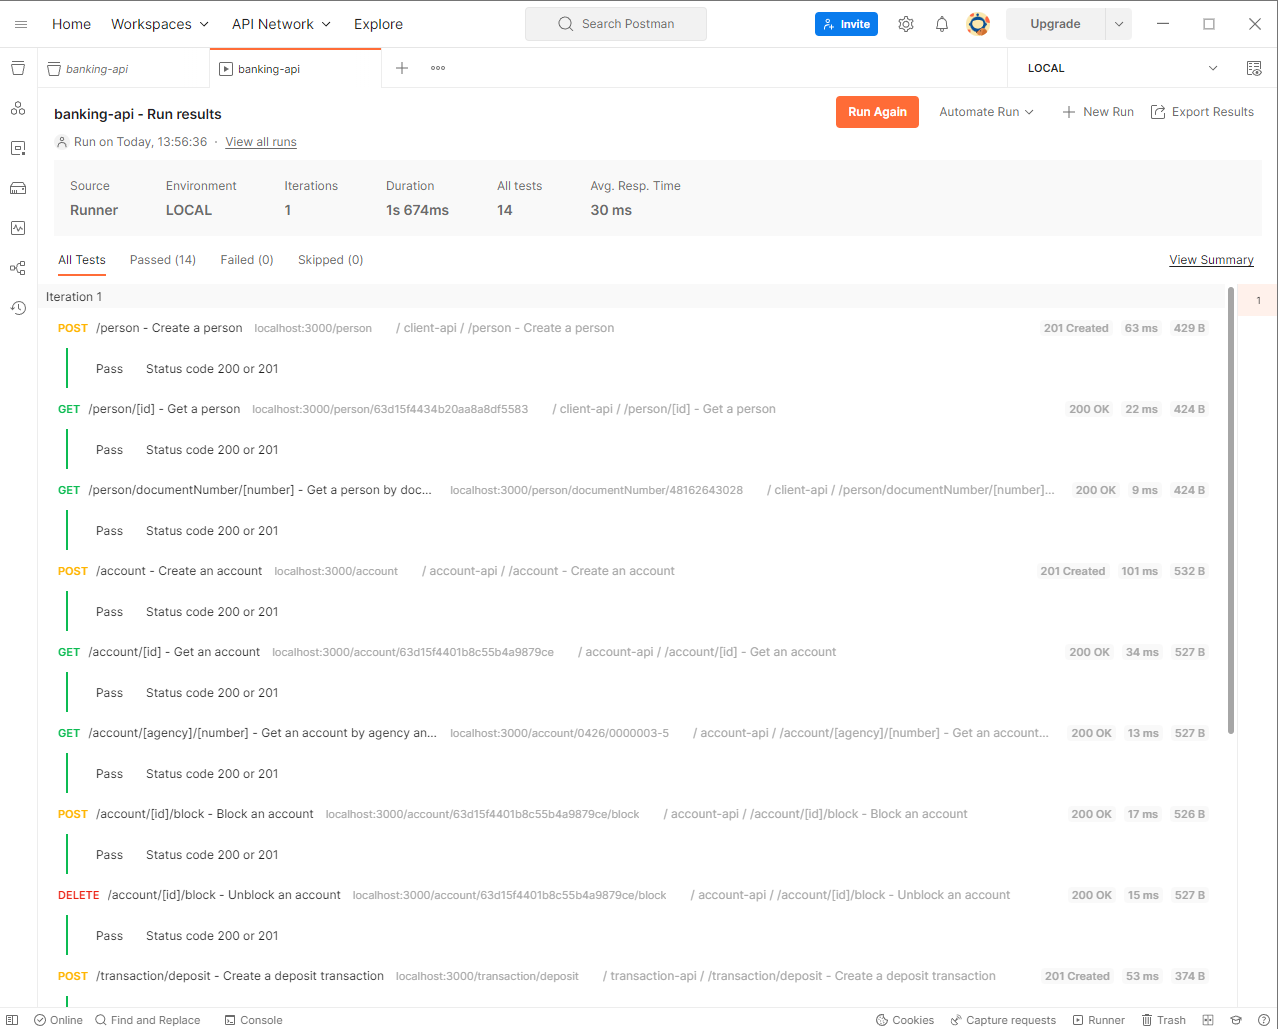 Home Workspaces API Network Explore Search Postman Invite Upgrade
banking-api banking-api LOCAL
banking-api - Run results Run Again Automate Run New Run Export Results
Run on Today, 13:56:36 · View all runs
Source Environment Iterations Duration All tests Avg. Resp. Time
Runner LOCAL 1 1s 674ms 14 30 ms
All Tests Passed (14) Failed (0) Skipped (0) View Summary
Iteration 1 1
POST /person - Create a person localhost:3000/person / client-api / /person - Create a person 201 Created 63 ms 429 B
Pass Status code 200 or 201
GET /person/[id] - Get a person localhost:3000/person/63d15f4434b20aa8a8df5583 / client-api / /person/[id] - Get a person 200 OK 22 ms 424 B
Pass Status code 200 or 201
GET /person/documentNumber/[number] - Get a person by doc... localhost:3000/person/documentNumber/48162643028 / client-api / /person/documentNumber/[number]... 200 OK 9 ms 424 B
Pass Status code 200 or 201
POST /account - Create an account localhost:3000/account / account-api / /account - Create an account 201 Created 101 ms 532 B
Pass Status code 200 or 201
GET /account/[id] - Get an account localhost:3000/account/63d15f4401b8c55b4a9879ce / account-api / /account/[id] - Get an account 200 OK 34 ms 527 B
Pass Status code 200 or 201
GET /account/[agency]/[number] - Get an account by agency an... localhost:3000/account/0426/0000003-5 / account-api / /account/[agency]/[number] - Get an account... 200 OK 13 ms 527 B
Pass Status code 200 or 201
POST /account/[id]/block - Block an account localhost:3000/account/63d15f4401b8c55b4a9879ce/block / account-api / /account/[id]/block - Block an account 200 OK 17 ms 526 B
Pass Status code 200 or 201
DELETE /account/[id]/block - Unblock an account localhost:3000/account/63d15f4401b8c55b4a9879ce/block / account-api / /account/[id]/block - Unblock an account 200 OK 15 ms 527 B
Pass Status code 200 or 201
POST /transaction/deposit - Create a deposit transaction localhost:3000/transaction/deposit / transaction-api / /transaction/deposit - Create a deposit transaction 201 Created 53 ms 374 B
Online Find and Replace Console Cookies Capture requests Runner Trash